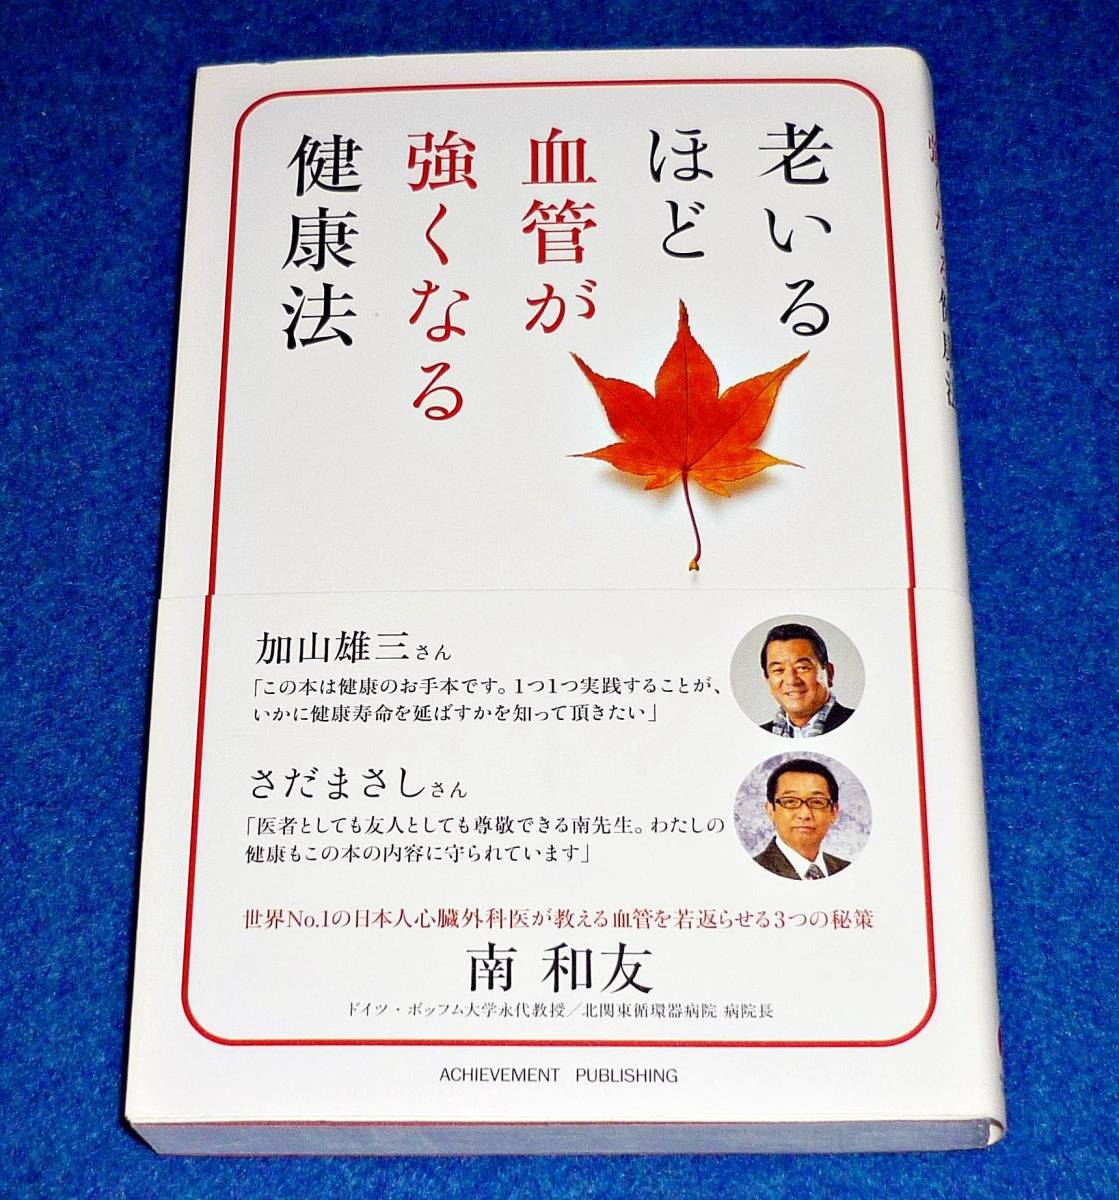 老いる
ほど
血管が
強くなる
健康法
加山雄三さん
「この本は健康のお手本です。1つ1つ実践することが、
いかに健康寿命を延ばすかを知って頂きたい」
さだまさしさん
「医者としても友人としても尊敬できる南先生。わたしの
健康もこの本の内容に守られています」
世界No.1の日本人心臓外科医が教える血管を若返らせる3つの秘策
南 和友
ドイツ・ボッフム大学永代教授／北関東循環器病院 病院長
ACHIEVEMENT PUBLISHING
強くなる健康法